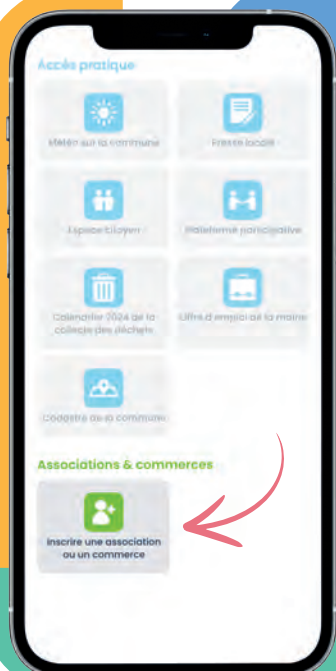 Accès pratique
Météo sur la commune
Presse locale
Espace Citoyen
Plateforme participative
Calendrier 2024 de la
collecte des déchets
Offre d'emploi de la mairie
Cadastre de la commune
Associations & commerces
Inscrire une association
ou un commerce